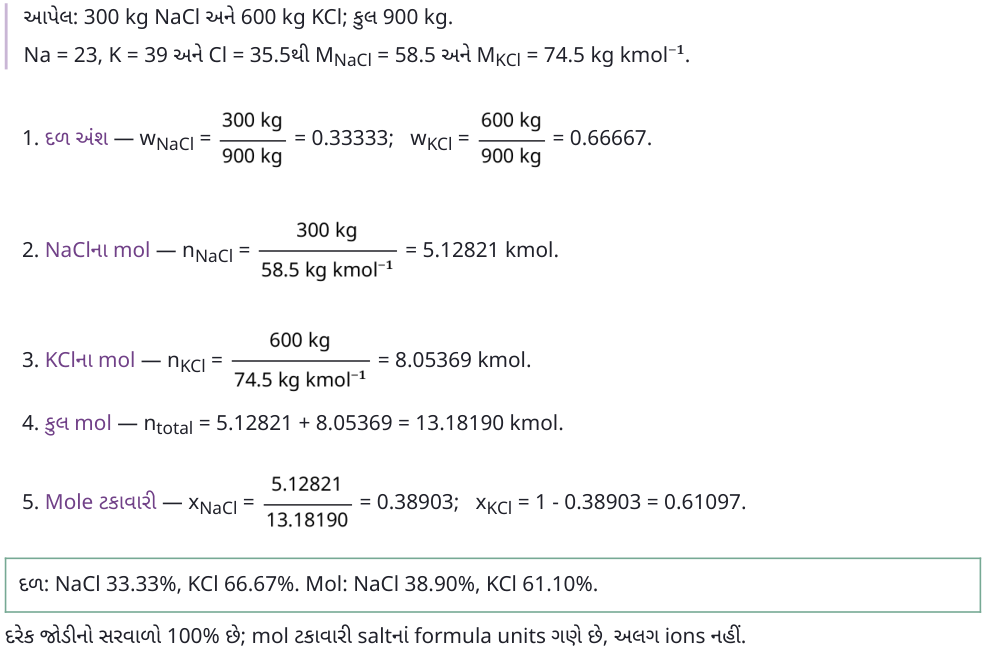 આપેલ: 300 kg NaCl અને 600 kg KCl; કુલ 900 kg.
Na = 23, K = 39 અને Cl = 35.5થી M_NaCl = 58.5 અને M_KCl = 74.5 kg kmol⁻¹.
1. દળ અંશ — w_NaCl = 300 kg / 900 kg = 0.33333; w_KCl = 600 kg / 900 kg = 0.66667.
2. NaClના mol — n_NaCl = 300 kg / 58.5 kg kmol⁻¹ = 5.12821 kmol.
3. KClના mol — n_KCl = 600 kg / 74.5 kg kmol⁻¹ = 8.05369 kmol.
4. કુલ mol — n_total = 5.12821 + 8.05369 = 13.18190 kmol.
5. Mole ટકાવારી — x_NaCl = 5.12821 / 13.18190 = 0.38903; x_KCl = 1 - 0.38903 = 0.61097.
દળ: NaCl 33.33%, KCl 66.67%. Mol: NaCl 38.90%, KCl 61.10%.
દરેક જોડીનો સરવાળો 100% છે; mol ટકાવારી saltનાં formula units ગણે છે, અલગ ions નહીં.